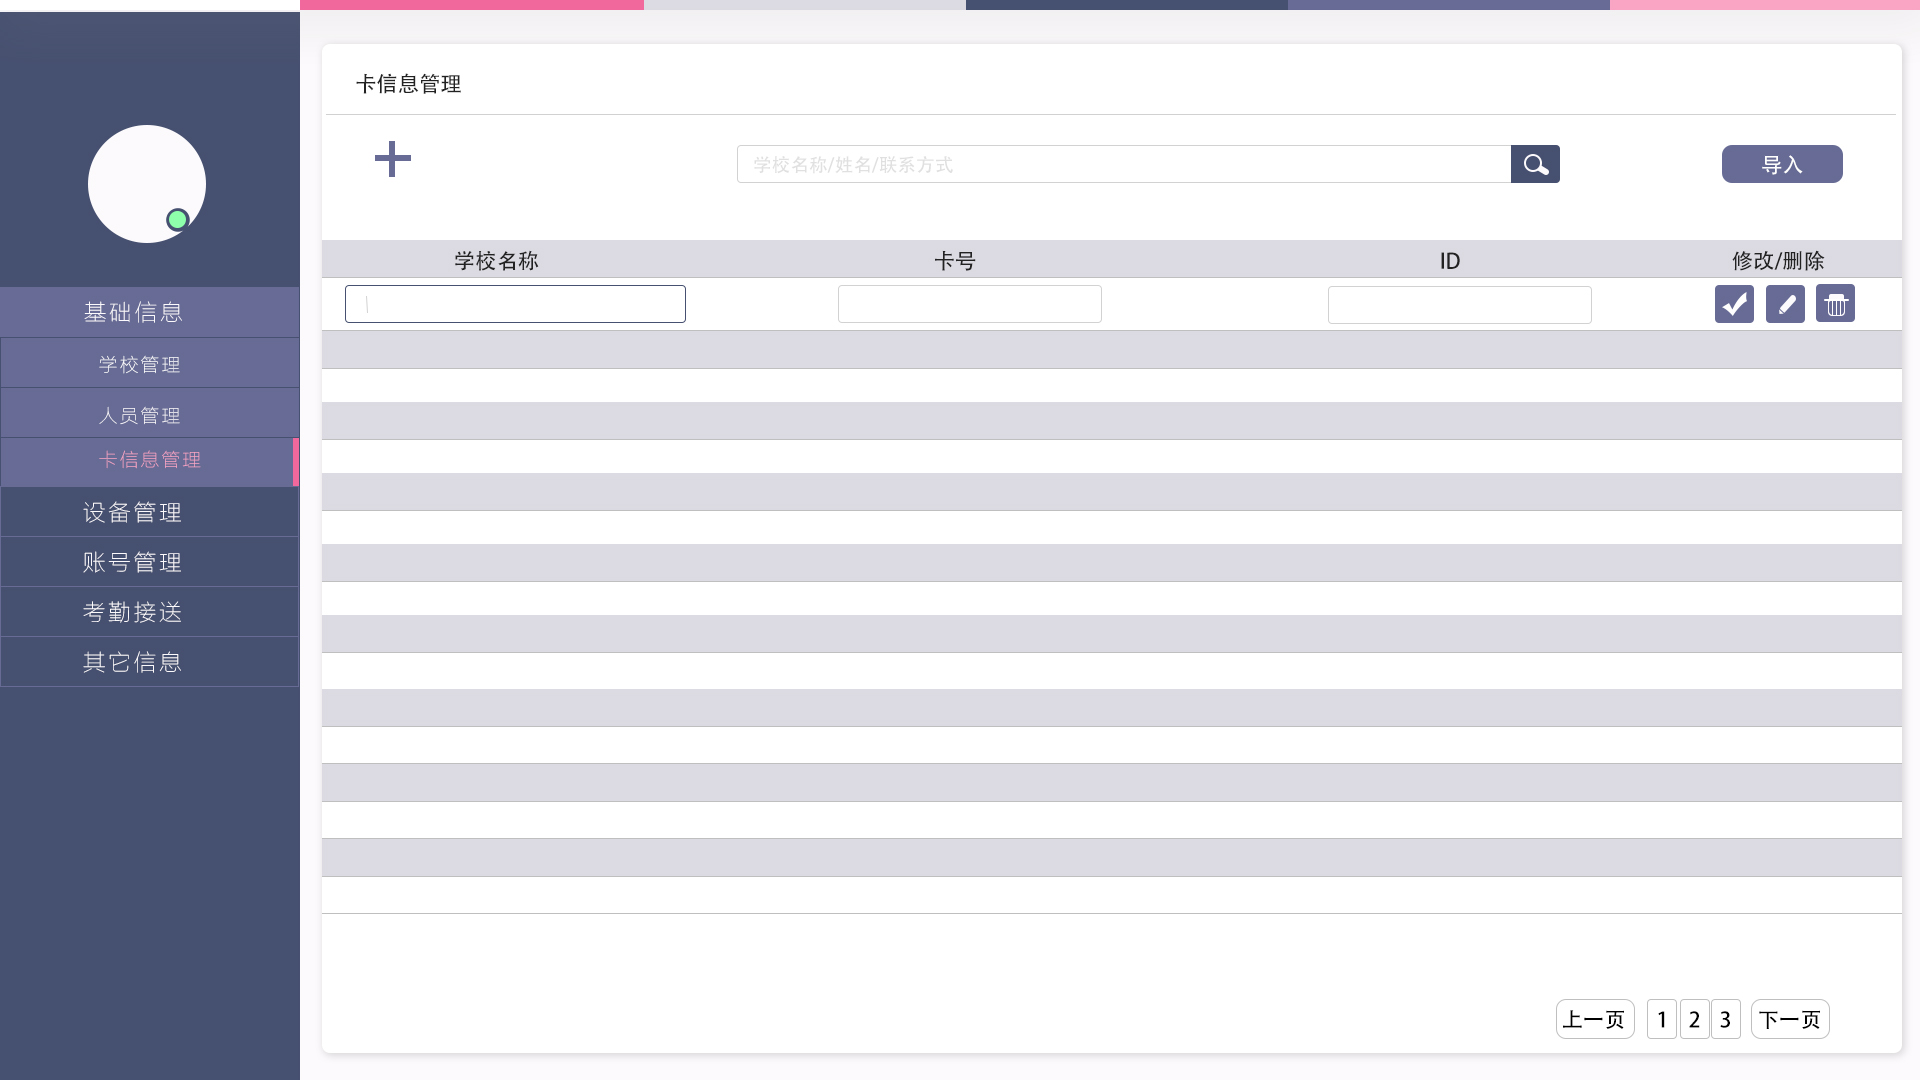 卡信息管理
学校名称/姓名/联系方式
导入
学校名称 卡号 ID 修改/删除
基础信息
学校管理
人员管理
卡信息管理
设备管理
账号管理
考勤接送
其它信息
上一页 1 2 3 下一页